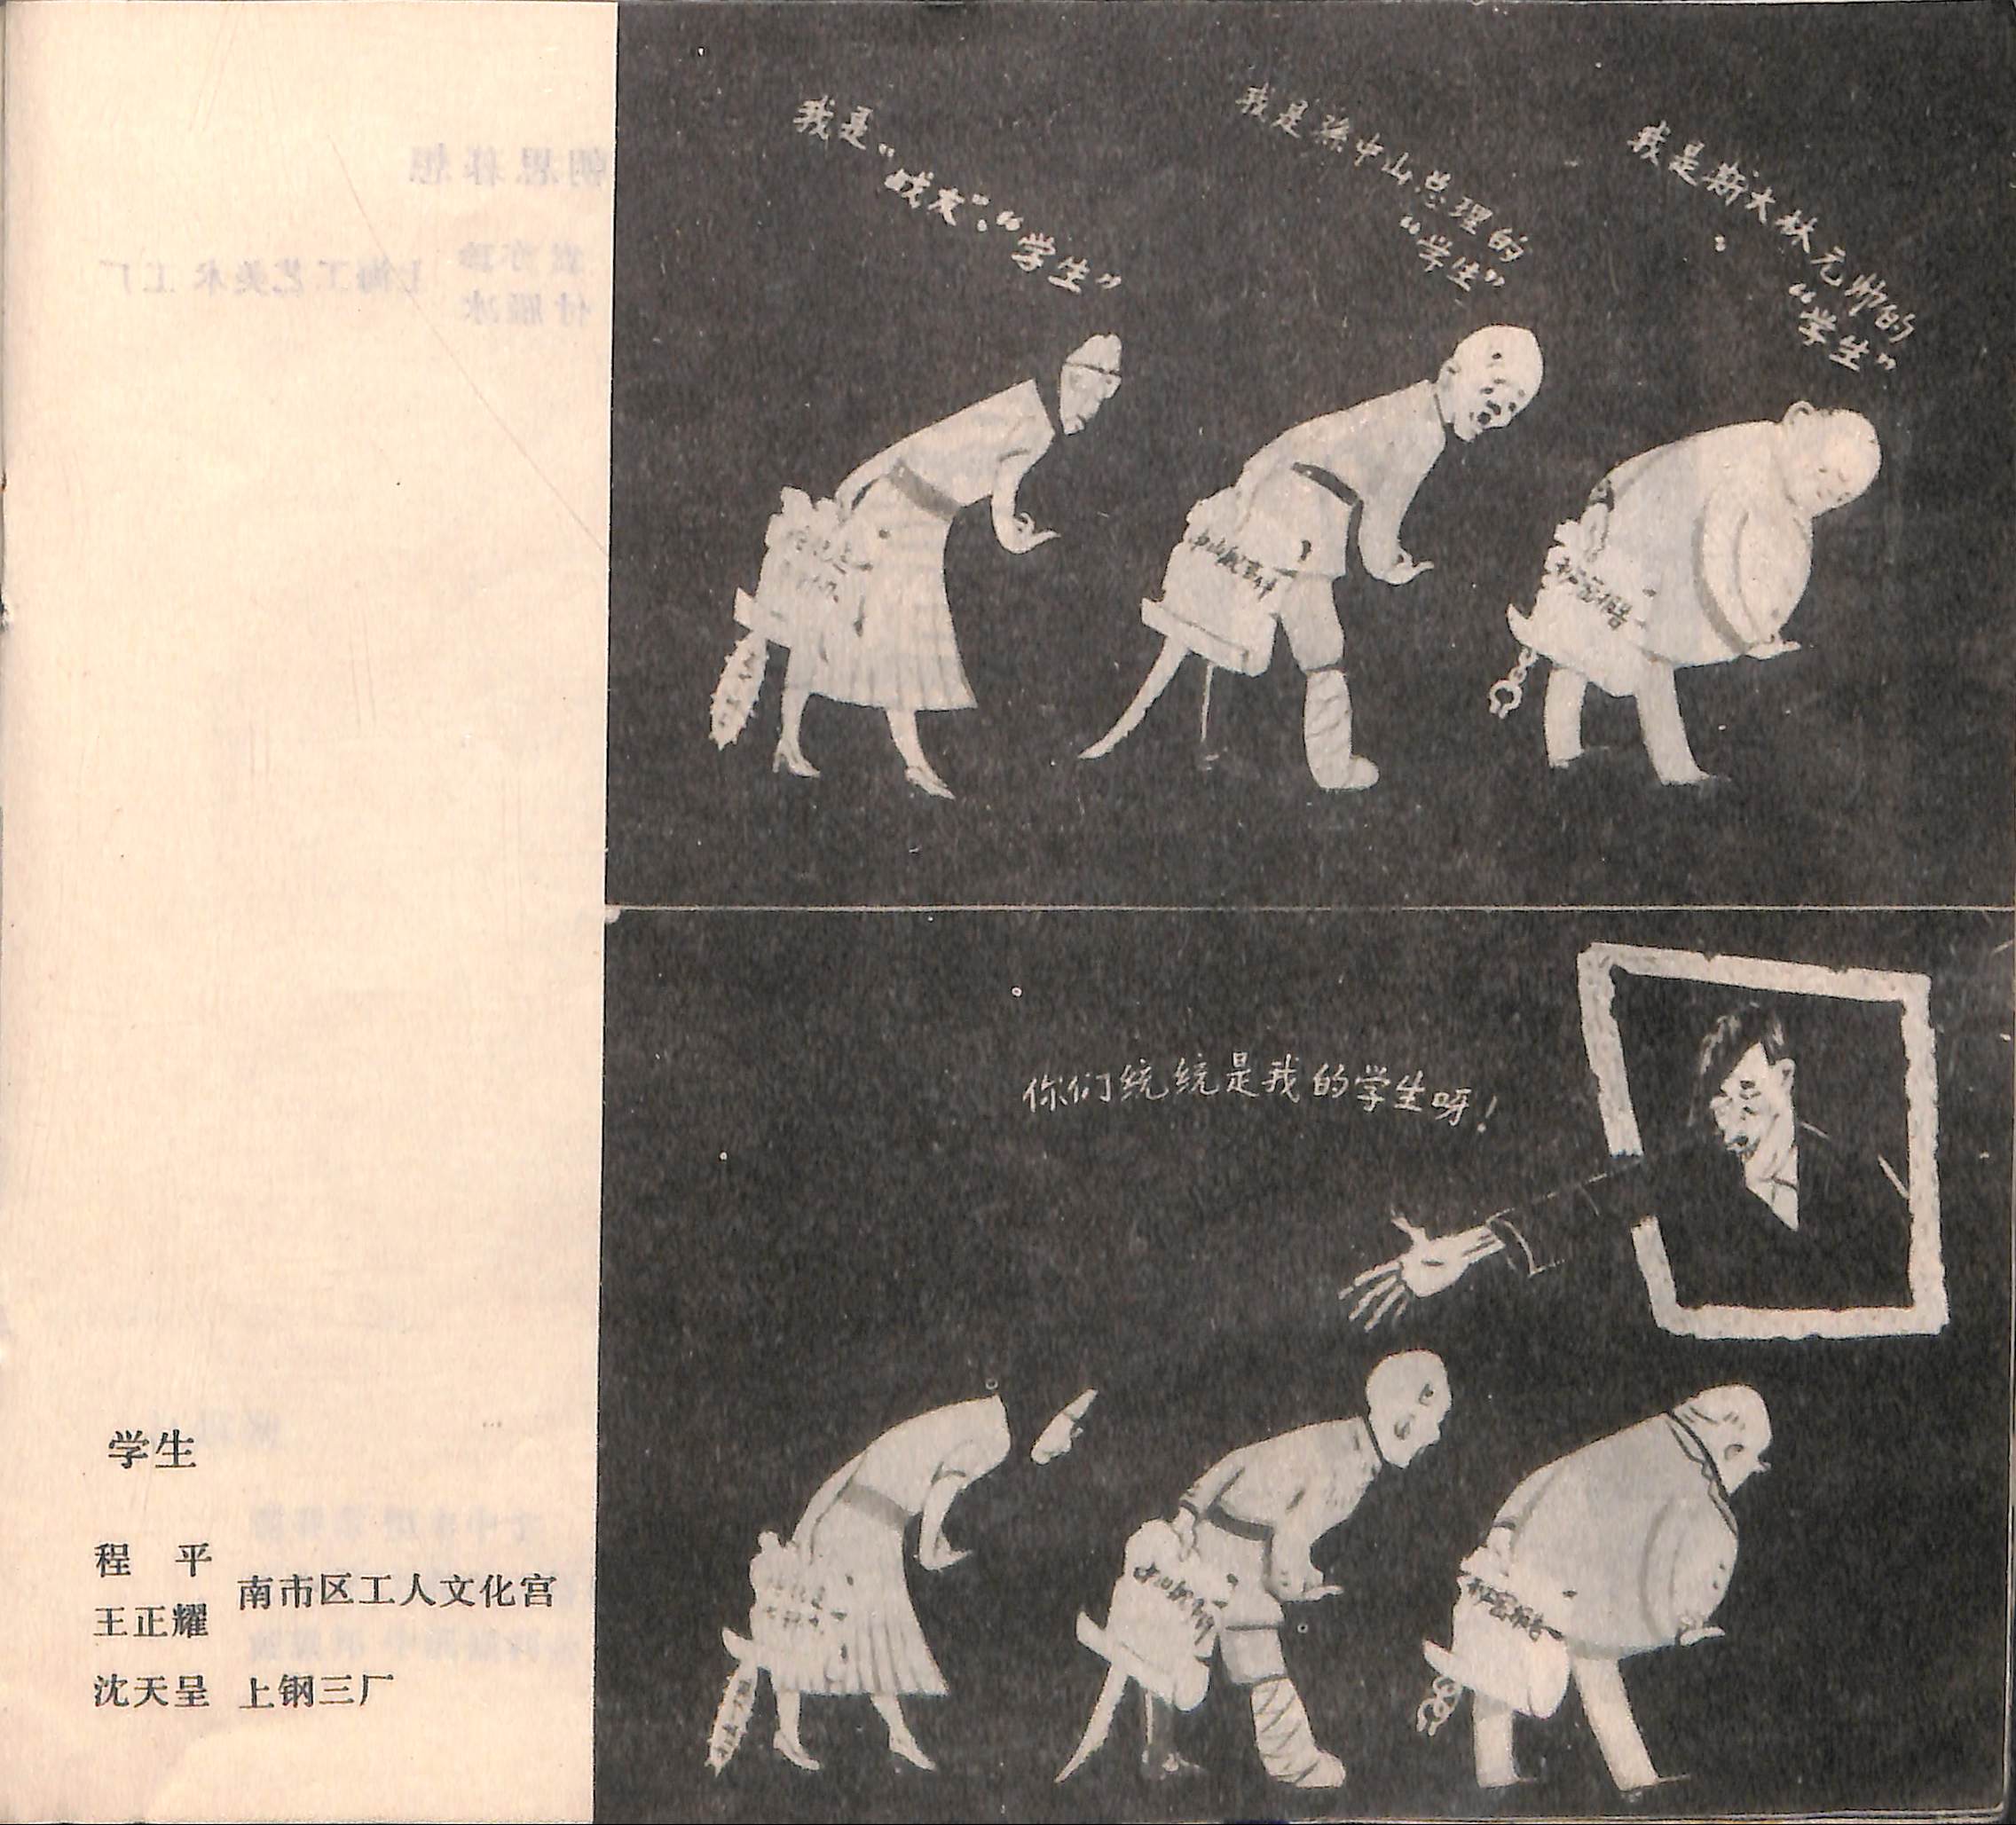 我是“战友”、“学生”
我是孙中山总理的
“学生”
我是斯大林元帅的
“学生”
你们统统是我的学生呀！
学生
程 平
王正耀
南市区工人文化宫
沈天呈 上钢三厂